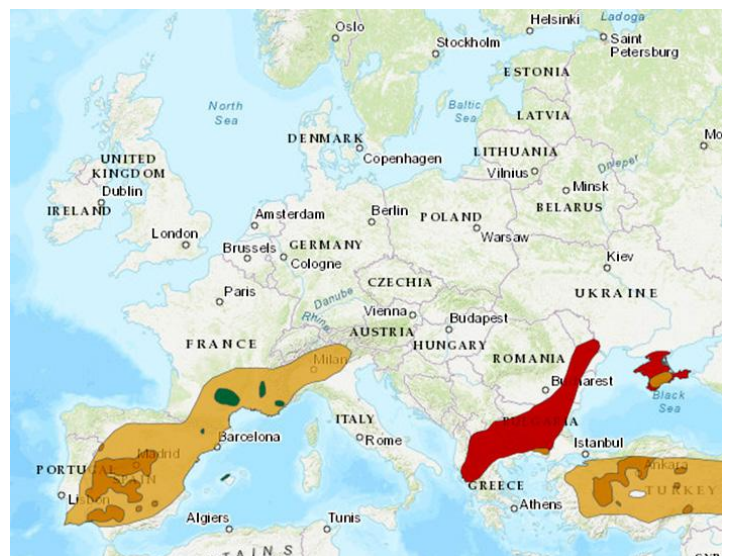 Oslo
Helsinki
Ladoga
Stockholm
Saint
Petersburg
ESTONIA
North
Sea
Baltic
Sea
LATVIA
DENMARK
Copenhagen
LITHUANIA
Mo
UNITED
KINGDOM
Vilnius
Dnieper
Dublin
Minsk
IRELAND
BELARUS
Amsterdam
Berlin
POLAND
London
Warsaw
Brussels
GERMANY
Cologne
Kiev
Paris
CZECHIA
UKRAINE
Danube
Rhine
Vienna
Budapest
AUSTRIA
HUNGARY
FRANCE
Milan
ROMANIA
Bucharest
Black
Sea
ITALY
BULGARIA
Barcelona
Rome
Istanbul
Madrid
Ankara
PORTUGAL
SPAIN
GREECE
TURKEY
Lisbon
Athens
Algiers
Tunis
TAINS